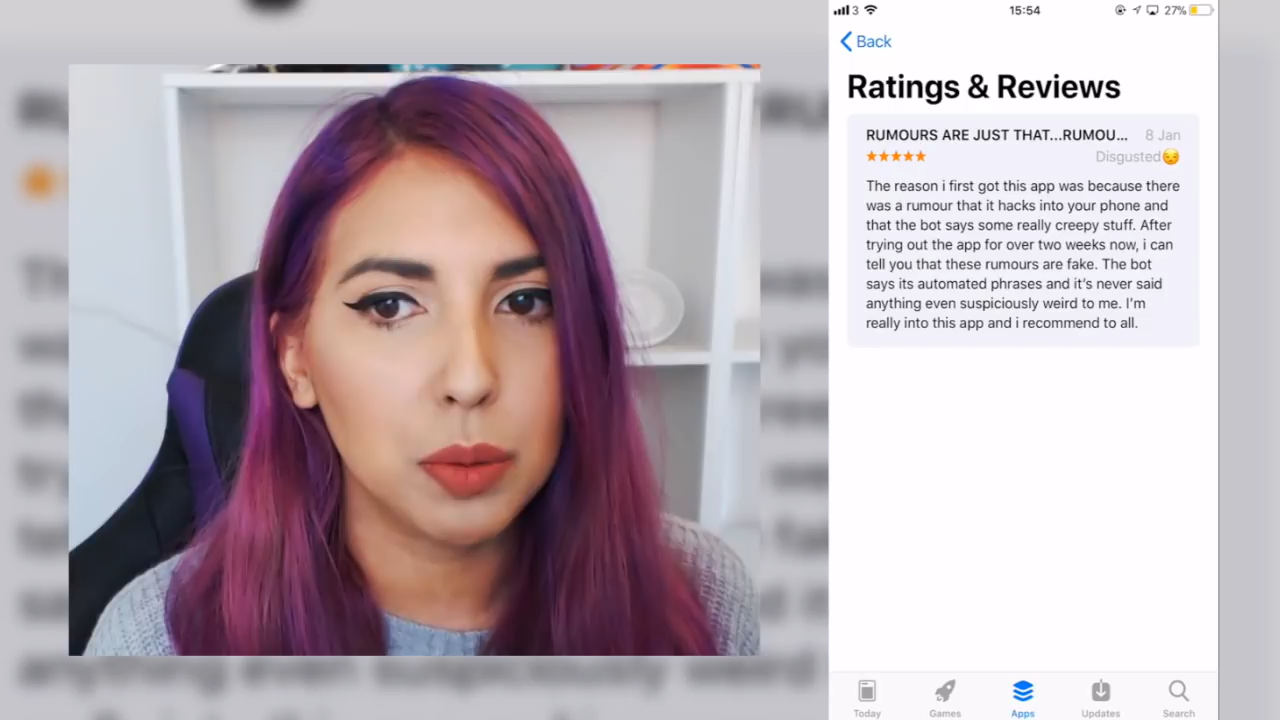 3 15:54 27%
Back
Ratings & Reviews
RUMOURS ARE JUST THAT...RUMOU... 8 Jan
Disgusted😔
The reason i first got this app was because there
was a rumour that it hacks into your phone and
that the bot says some really creepy stuff. After
trying out the app for over two weeks now, i can
tell you that these rumours are fake. The bot
says its automated phrases and it’s never said
anything even suspiciously weird to me. I’m
really into this app and i recommend to all.
Today Games Apps Updates Search
anything even suspiciously weird